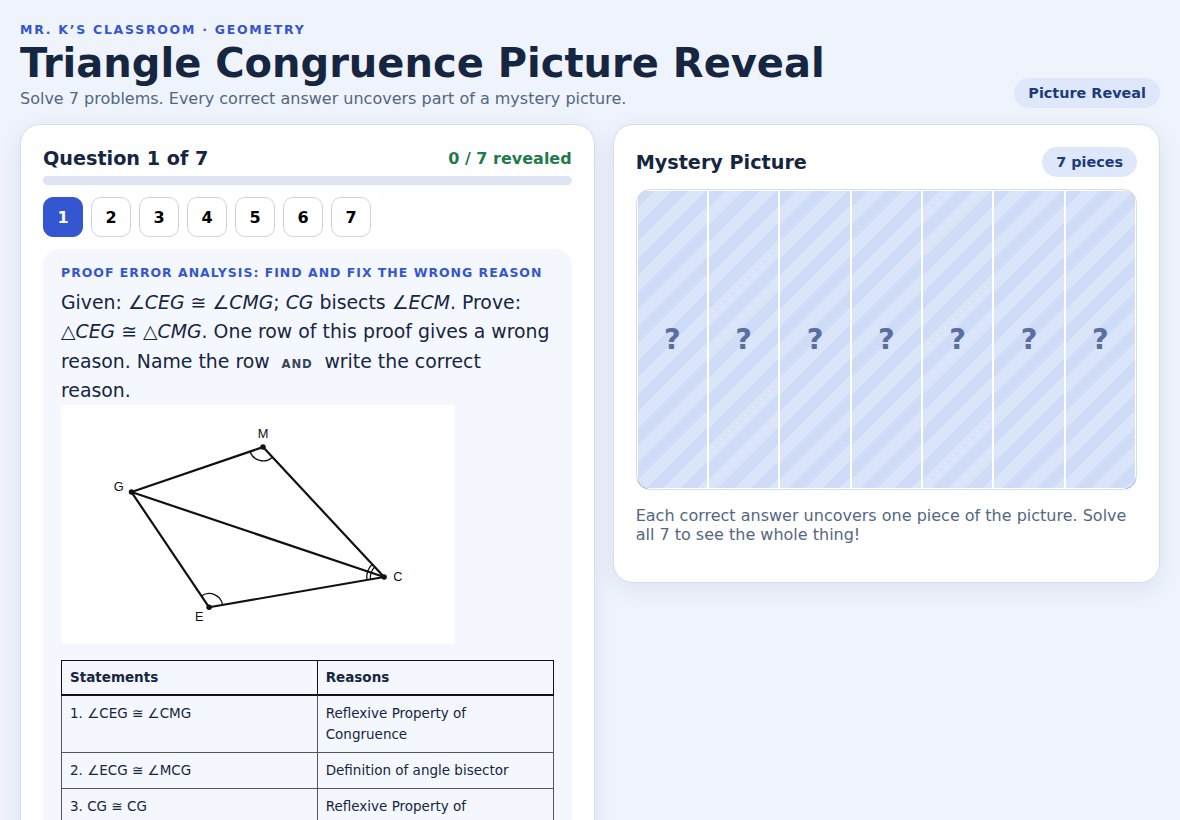 MR. K’S CLASSROOM · GEOMETRY
Triangle Congruence Picture Reveal
Solve 7 problems. Every correct answer uncovers part of a mystery picture.
Picture Reveal
Question 1 of 7
0 / 7 revealed
1 2 3 4 5 6 7
PROOF ERROR ANALYSIS: FIND AND FIX THE WRONG REASON
Given: ∠CEG ≅ ∠CMG; CG bisects ∠ECM. Prove:
△CEG ≅ △CMG. One row of this proof gives a wrong
reason. Name the row AND write the correct
reason.
M
G
C
E
Statements
Reasons
1. ∠CEG ≅ ∠CMG
Reflexive Property of
Congruence
2. ∠ECG ≅ ∠MCG
Definition of angle bisector
3. CG ≅ CG
Reflexive Property of
Mystery Picture
7 pieces
? ? ? ? ? ? ?
Each correct answer uncovers one piece of the picture. Solve
all 7 to see the whole thing!